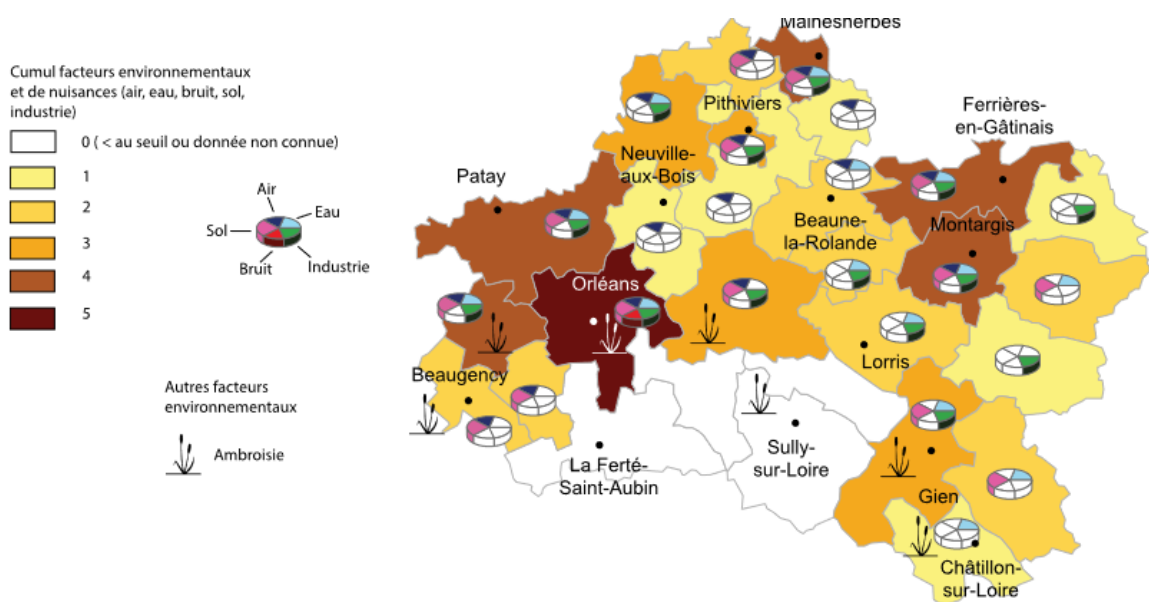 Cumul facteurs environnementaux
et de nuisances (air, eau, bruit, sol,
industrie)
0 ( < au seuil ou donnée non connue)
1
2
3
4
5
Air
Eau
Sol
Bruit
Industrie
Autres facteurs
environnementaux
Ambroisie
Malhesherbes
Pithiviers
Ferrières-
en-Gâtinais
Neuville-
aux-Bois
Patay
Beaune-
la-Rolande
Montargis
Orléans
Lorris
Beaugency
La Ferté-
Saint-Aubin
Sully-
sur-Loire
Gien
Châtillon-
sur-Loire